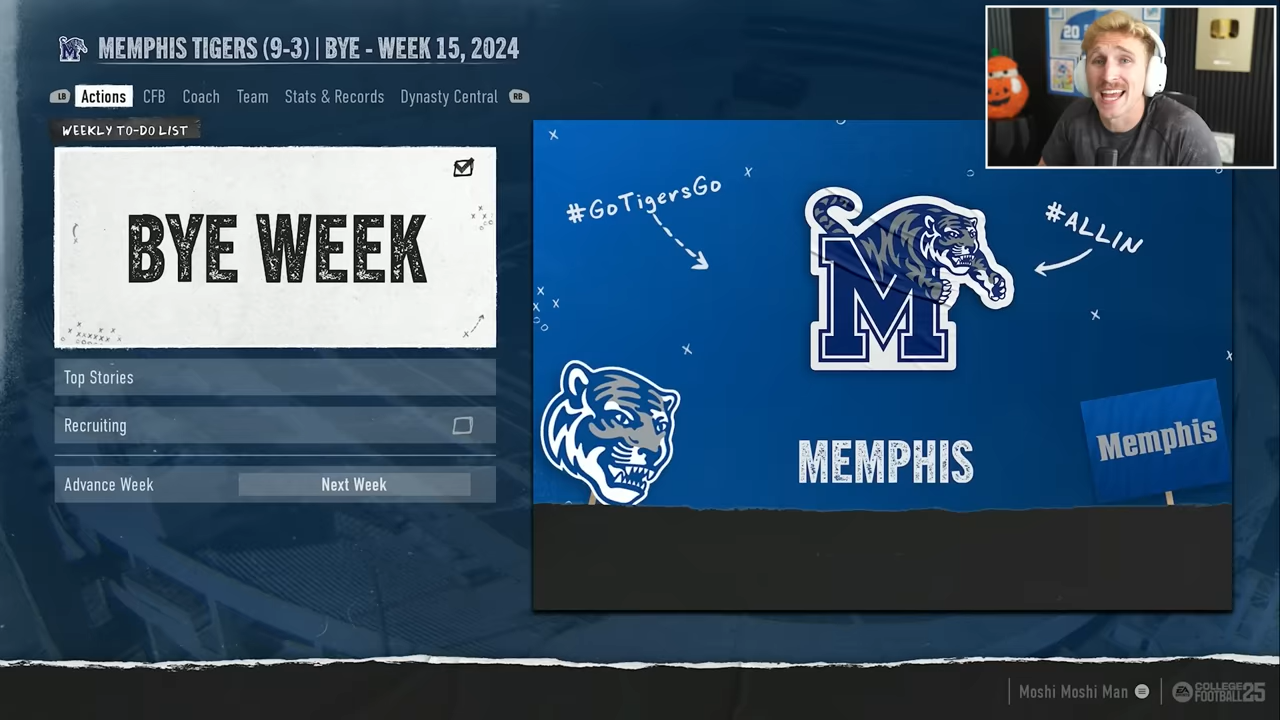 MEMPHIS TIGERS (9-3) | BYE - WEEK 15, 2024
LB Actions CFB Coach Team Stats & Records Dynasty Central RB
WEEKLY TO-DO LIST
BYE WEEK
Top Stories
Recruiting
Advance Week Next Week
#GoTigersGo
#ALLIN
M
MEMPHIS
Memphis
20
Moshi Moshi Man
EA COLLEGE FOOTBALL 25